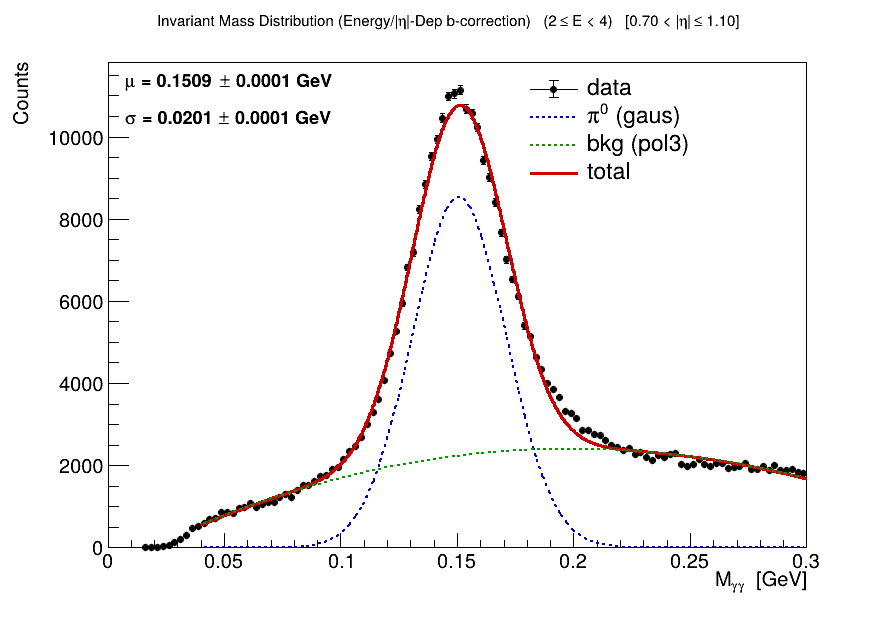 Invariant Mass Distribution (Energy/|η|-Dep b-correction) (2 ≤ E < 4) [0.70 < |η| ≤ 1.10]
Counts
μ = 0.1509 ± 0.0001 GeV
σ = 0.0201 ± 0.0001 GeV
data
π⁰ (gaus)
bkg (pol3)
total
10000
8000
6000
4000
2000
0
0 0.05 0.1 0.15 0.2 0.25 0.3
Mγγ [GeV]